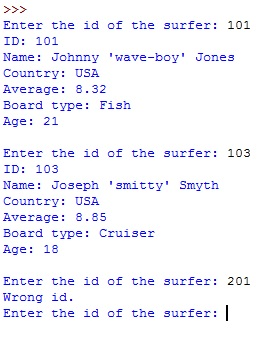 >>>
Enter the id of the surfer: 101
ID: 101
Name: Johnny 'wave-boy' Jones
Country: USA
Average: 8.32
Board type: Fish
Age: 21
Enter the id of the surfer: 103
ID: 103
Name: Joseph 'smitty' Smyth
Country: USA
Average: 8.85
Board type: Cruiser
Age: 18
Enter the id of the surfer: 201
Wrong id.
Enter the id of the surfer: